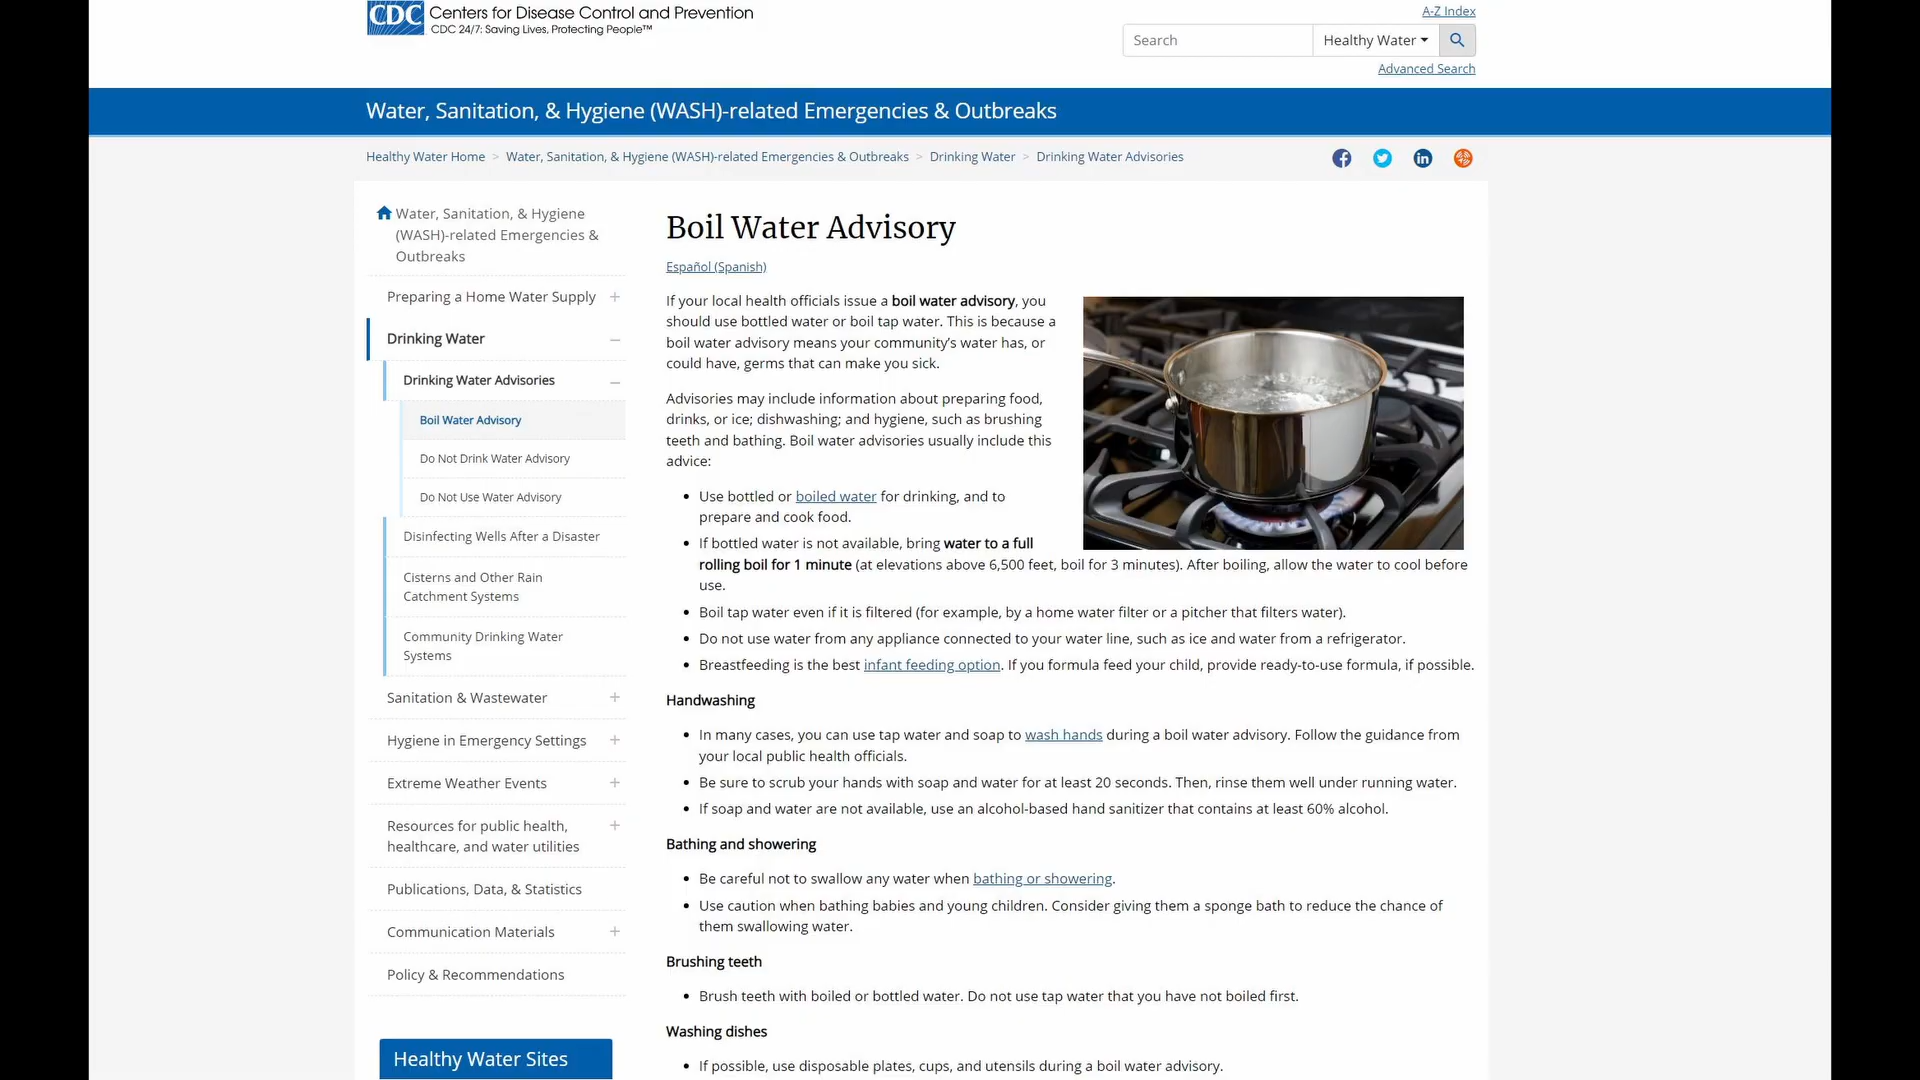 CDC Centers for Disease Control and Prevention
CDC 24/7: Saving Lives, Protecting People™
A-Z Index
Search
Healthy Water
Advanced Search
Water, Sanitation, & Hygiene (WASH)-related Emergencies & Outbreaks
Healthy Water Home > Water, Sanitation, & Hygiene (WASH)-related Emergencies & Outbreaks > Drinking Water > Drinking Water Advisories
Water, Sanitation, & Hygiene
(WASH)-related Emergencies &
Outbreaks
Preparing a Home Water Supply
Drinking Water
Drinking Water Advisories
Boil Water Advisory
Do Not Drink Water Advisory
Do Not Use Water Advisory
Disinfecting Wells After a Disaster
Cisterns and Other Rain
Catchment Systems
Community Drinking Water
Systems
Sanitation & Wastewater
Hygiene in Emergency Settings
Extreme Weather Events
Resources for public health,
healthcare, and water utilities
Publications, Data, & Statistics
Communication Materials
Policy & Recommendations
Healthy Water Sites
Boil Water Advisory
Español (Spanish)
If your local health officials issue a boil water advisory, you
should use bottled water or boil tap water. This is because a
boil water advisory means your community’s water has, or
could have, germs that can make you sick.
Advisories may include information about preparing food,
drinks, or ice; dishwashing; and hygiene, such as brushing
teeth and bathing. Boil water advisories usually include this
advice:
• Use bottled or boiled water for drinking, and to
prepare and cook food.
• If bottled water is not available, bring water to a full
rolling boil for 1 minute (at elevations above 6,500 feet, boil for 3 minutes). After boiling, allow the water to cool before
use.
• Boil tap water even if it is filtered (for example, by a home water filter or a pitcher that filters water).
• Do not use water from any appliance connected to your water line, such as ice and water from a refrigerator.
• Breastfeeding is the best infant feeding option. If you formula feed your child, provide ready-to-use formula, if possible.
Handwashing
• In many cases, you can use tap water and soap to wash hands during a boil water advisory. Follow the guidance from
your local public health officials.
• Be sure to scrub your hands with soap and water for at least 20 seconds. Then, rinse them well under running water.
• If soap and water are not available, use an alcohol-based hand sanitizer that contains at least 60% alcohol.
Bathing and showering
• Be careful not to swallow any water when bathing or showering.
• Use caution when bathing babies and young children. Consider giving them a sponge bath to reduce the chance of
them swallowing water.
Brushing teeth
• Brush teeth with boiled or bottled water. Do not use tap water that you have not boiled first.
Washing dishes
• If possible, use disposable plates, cups, and utensils during a boil water advisory.